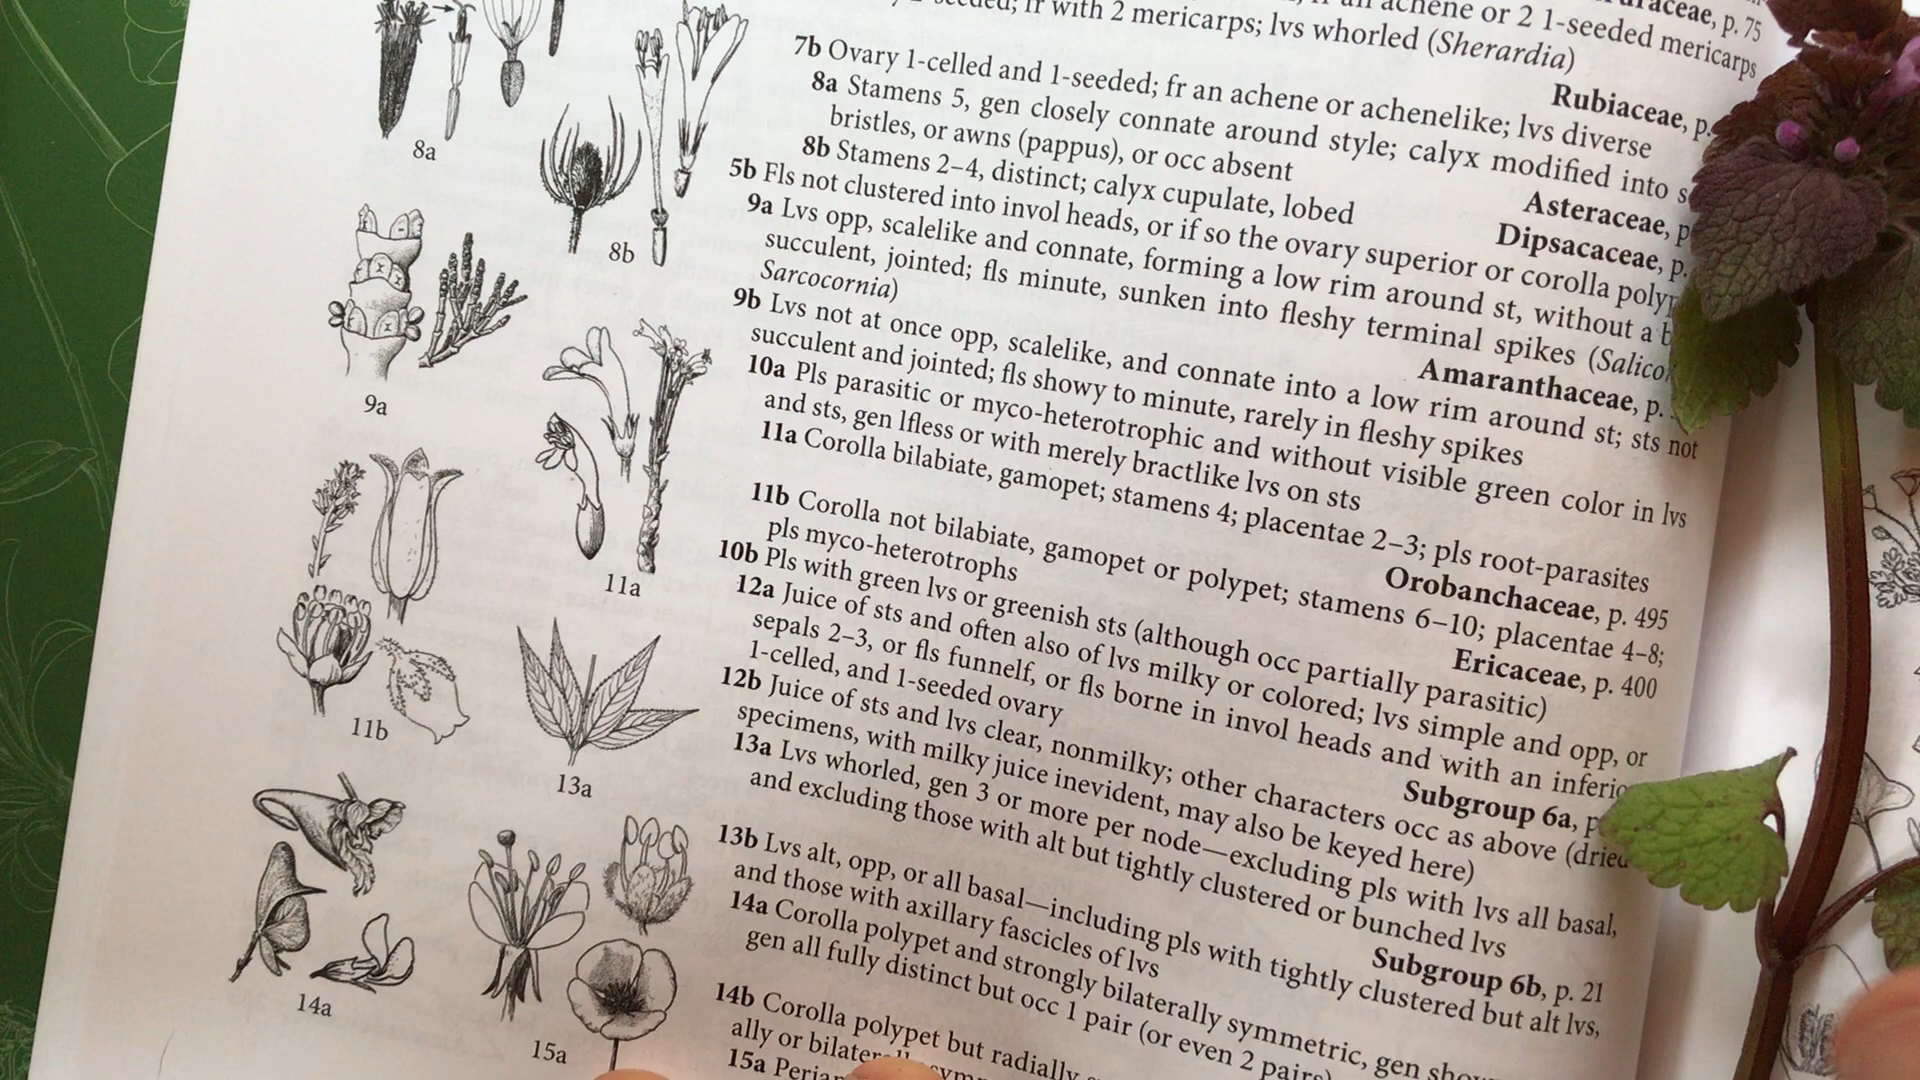 raceae, p. 75
an achene or 2 1-seeded mericarps
fr with 2 mericarps; lvs whorled (Sherardia)
Rubiaceae, p.
7b Ovary 1-celled and 1-seeded; fr an achene or achenelike; lvs diverse
8a Stamens 5, gen closely connate around style; calyx modified into
bristles, or awns (pappus), or occ absent
Asteraceae, p
8b Stamens 2–4, distinct; calyx cupulate, lobed
Dipsacaceae, p.
5b Fls not clustered into invol heads, or if so the ovary superior or corolla
9a Lvs opp, scalelike and connate, forming a low rim around st, without a
succulent, jointed; fls minute, sunken into fleshy terminal spikes (
Sarcocornia)
Amaranthaceae, p.
9b Lvs not at once opp, scalelike, and connate into a low rim around st; sts not
succulent and jointed; fls showy to minute, rarely in fleshy spikes
10a Pls parasitic or myco-heterotrophic and without visible green color in lvs
and sts, gen lfless or with merely bractlike lvs on sts
11a Corolla bilabiate, gamopet; stamens 4; placentae 2–3; pls root-parasites
Orobanchaceae, p. 495
11b Corolla not bilabiate, gamopet or polypet; stamens 6–10; placentae 4–8;
pls myco-heterotrophs
Ericaceae, p. 400
10b Pls with green lvs or greenish sts (although occ partially parasitic)
12a Juice of sts and often also of lvs milky or colored; lvs simple and opp, or
sepals 2–3, or fls funnelf, or fls borne in invol heads and with an
1-celled, and 1-seeded ovary
Subgroup 6a, p
12b Juice of sts and lvs clear, nonmilky; other characters occ as above (dried
specimens, with milky juice inevident, may also be keyed here)
13a Lvs whorled, gen 3 or more per node—excluding pls with lvs all basal,
and excluding those with alt but tightly clustered or bunched lvs
Subgroup 6b, p. 21
13b Lvs alt, opp, or all basal—including pls with tightly clustered but alt lvs,
and those with axillary fascicles of lvs
14a Corolla polypet and strongly bilaterally symmetric, gen
gen all fully distinct but occ 1 pair (or even 2 pairs)
14b Corolla polypet but radially
ally or
15a
8a
8b
9a
11a
11b
13a
14a
15a